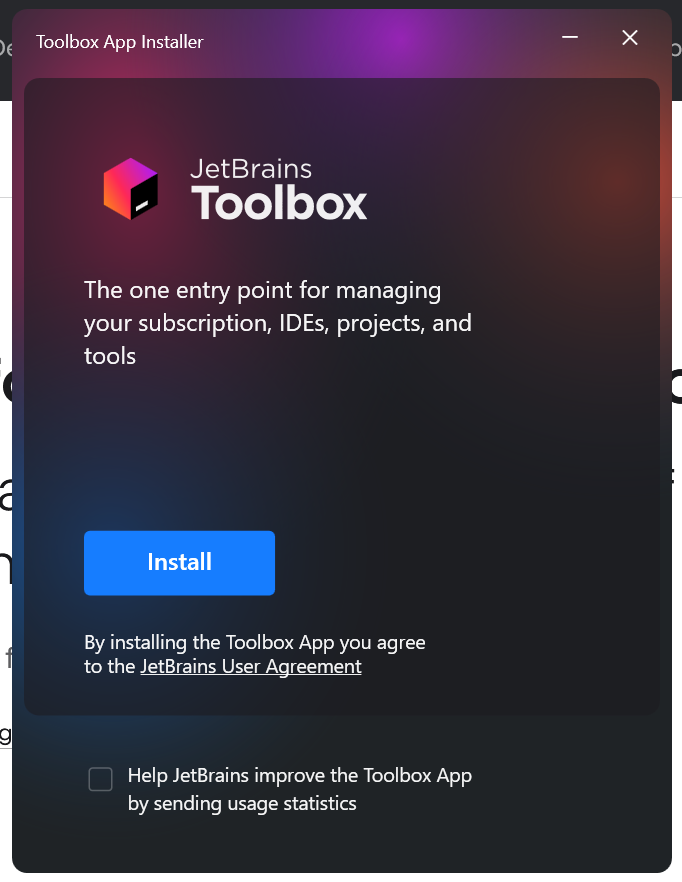 Toolbox App Installer
JetBrains
Toolbox
The one entry point for managing
your subscription, IDEs, projects, and
tools
Install
By installing the Toolbox App you agree
to the JetBrains User Agreement
Help JetBrains improve the Toolbox App
by sending usage statistics